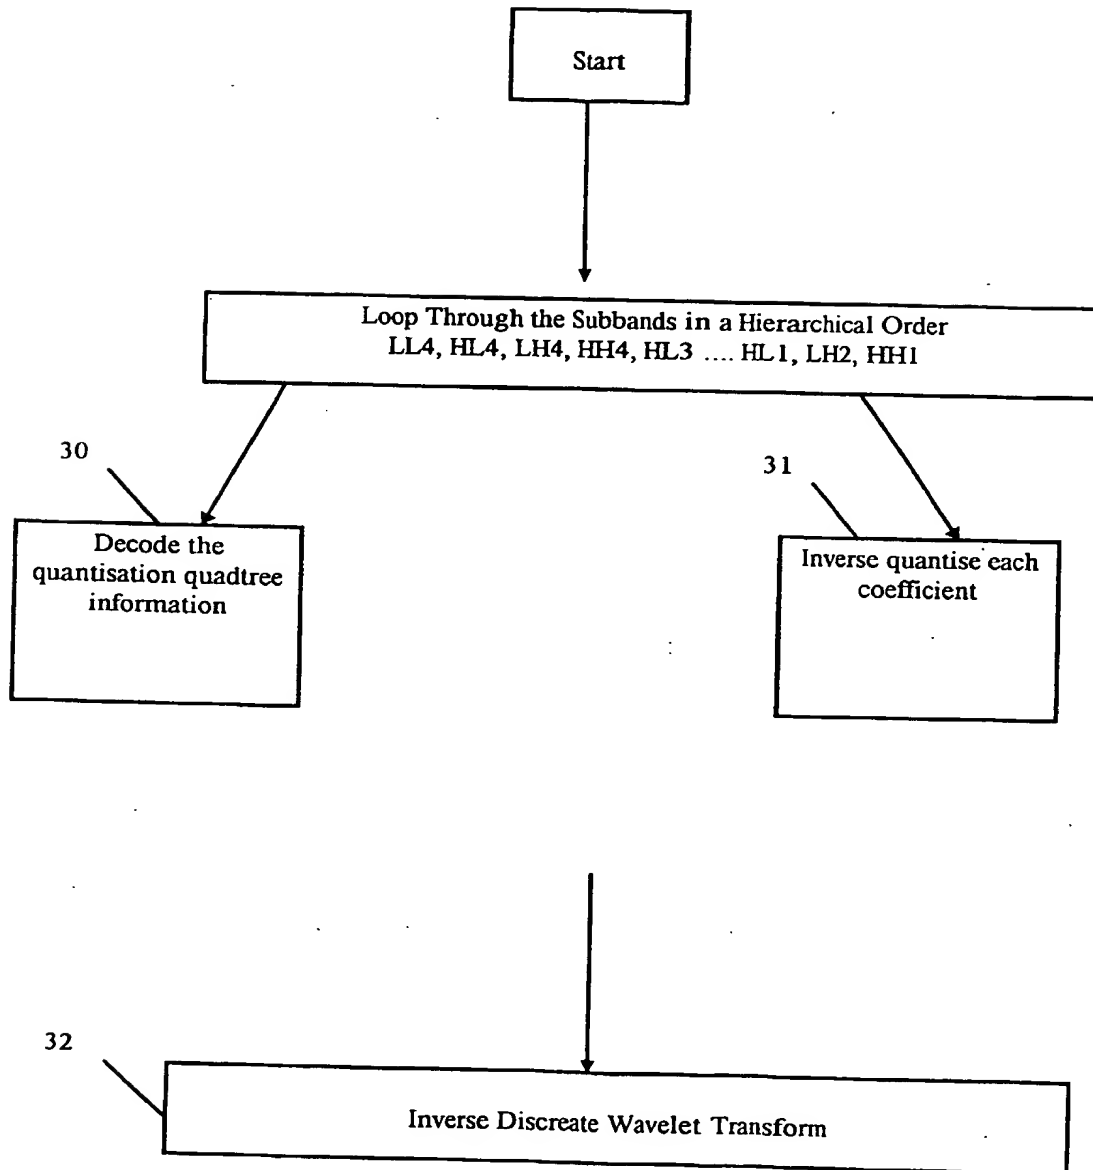 Start
Loop Through the Subbands in a Hierarchical Order
LL4, HL4, LH4, HH4, HL3 .... HL1, LH2, HH1
30
31
Decode the
quantisation quadtree
information
Inverse quantise each
coefficient
32
Inverse Discreate Wavelet Transform